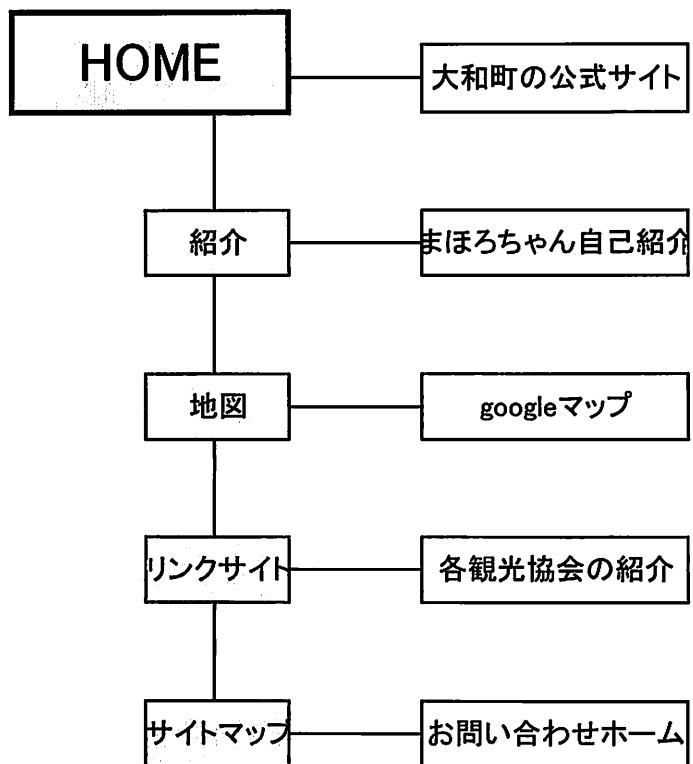 HOME
大和町の公式サイト
紹介
まほろちゃん自己紹介
地図
googleマップ
リンクサイト
各観光協会の紹介
サイトマップ
お問い合わせホーム